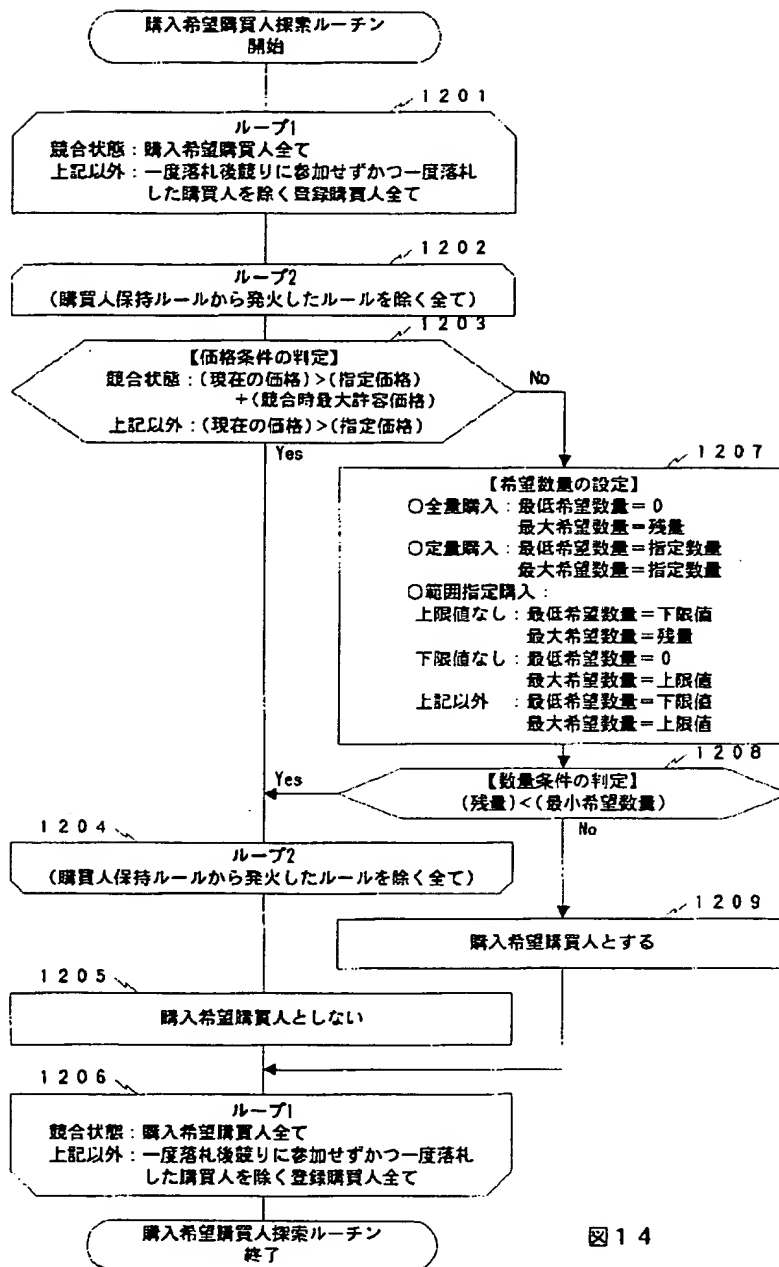 購入希望購買人探索ルーチン
開始
1201
ループ1
競合状態：購入希望購買人全て
上記以外：一度落札後競りに参加せずかつ一度落札
した購買人を除く登録購買人全て
1202
ループ2
（購買人保持ルールから発火したルールを除く全て）
1203
【価格条件の判定】
競合状態：(現在の価格)＞(指定価格)
＋(競合時最大許容価格)
上記以外：(現在の価格)＞(指定価格)
No
Yes
1207
【希望数量の設定】
○全量購入：最低希望数量＝0
最大希望数量＝残量
○定量購入：最低希望数量＝指定数量
最大希望数量＝指定数量
○範囲指定購入：
上限値なし：最低希望数量＝下限値
最大希望数量＝残量
下限値なし：最低希望数量＝0
最大希望数量＝上限値
上記以外　：最低希望数量＝下限値
最大希望数量＝上限値
1208
【数量条件の判定】
(残量)＜(最小希望数量)
Yes
No
1204
ループ2
（購買人保持ルールから発火したルールを除く全て）
1209
購入希望購買人とする
1205
購入希望購買人としない
1206
ループ1
競合状態：購入希望購買人全て
上記以外：一度落札後競りに参加せずかつ一度落札
した購買人を除く登録購買人全て
購入希望購買人探索ルーチン
終了
図14